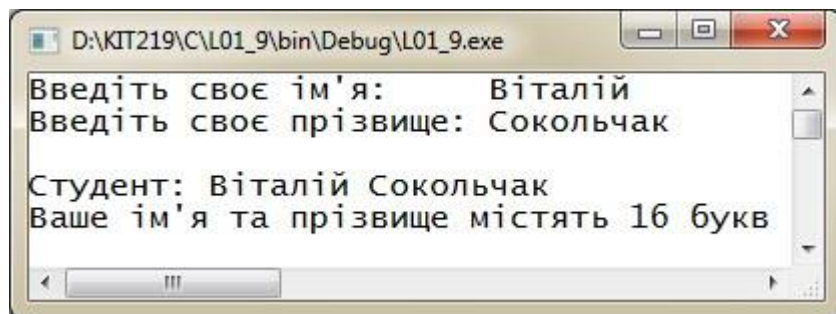 D:\KIT219\C\L01_9\bin\Debug\L01_9.exe
Введіть своє ім'я: Віталій
Введіть своє прізвище: Сокольчак
Студент: Віталій Сокольчак
Ваше ім'я та прізвище містять 16 букв